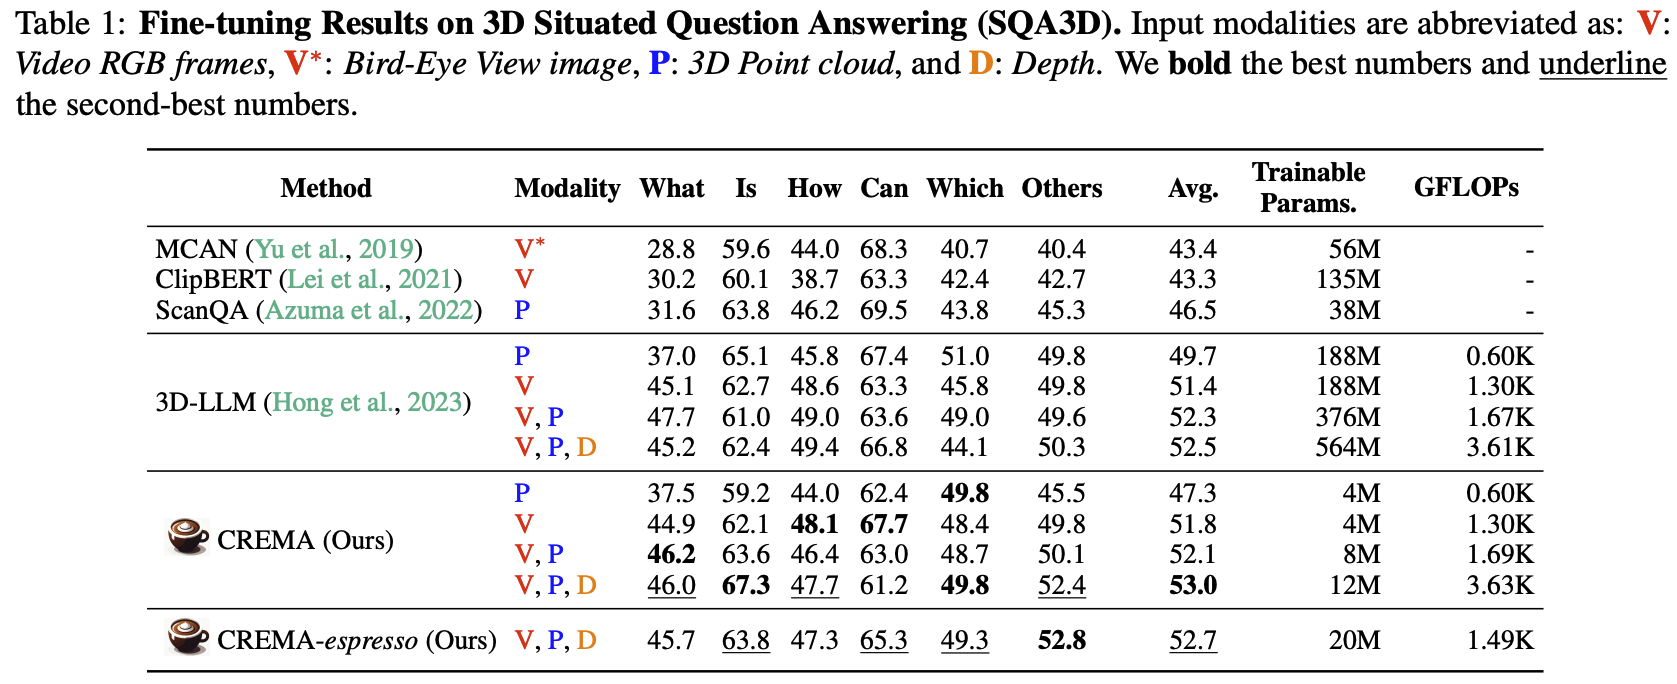 Table 1: Fine-tuning Results on 3D Situated Question Answering (SQA3D). Input modalities are abbreviated as: V:
Video RGB frames, V*: Bird-Eye View image, P: 3D Point cloud, and D: Depth. We bold the best numbers and underline
the second-best numbers.
Method Modality What Is How Can Which Others Avg. Trainable Params. GFLOPs
MCAN (Yu et al., 2019) V* 28.8 59.6 44.0 68.3 40.7 40.4 43.4 56M -
ClipBERT (Lei et al., 2021) V 30.2 60.1 38.7 63.3 42.4 42.7 43.3 135M -
ScanQA (Azuma et al., 2022) P 31.6 63.8 46.2 69.5 43.8 45.3 46.5 38M -
3D-LLM (Hong et al., 2023)
P 37.0 65.1 45.8 67.4 51.0 49.8 49.7 188M 0.60K
V 45.1 62.7 48.6 63.3 45.8 49.8 51.4 188M 1.30K
V, P 47.7 61.0 49.0 63.6 49.0 49.6 52.3 376M 1.67K
V, P, D 45.2 62.4 49.4 66.8 44.1 50.3 52.5 564M 3.61K
CREMA (Ours)
P 37.5 59.2 44.0 62.4 49.8 45.5 47.3 4M 0.60K
V 44.9 62.1 48.1 67.7 48.4 49.8 51.8 4M 1.30K
V, P 46.2 63.6 46.4 63.0 48.7 50.1 52.1 8M 1.69K
V, P, D 46.0 67.3 47.7 61.2 49.8 52.4 53.0 12M 3.63K
CREMA-espresso (Ours) V, P, D 45.7 63.8 47.3 65.3 49.3 52.8 52.7 20M 1.49K